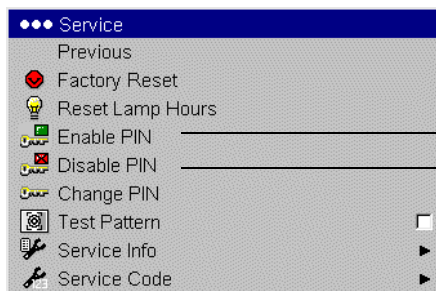 Service
Previous
Factory Reset
Reset Lamp Hours
Enable PIN
Disable PIN
Change PIN
Test Pattern
Service Info
Service Code
123